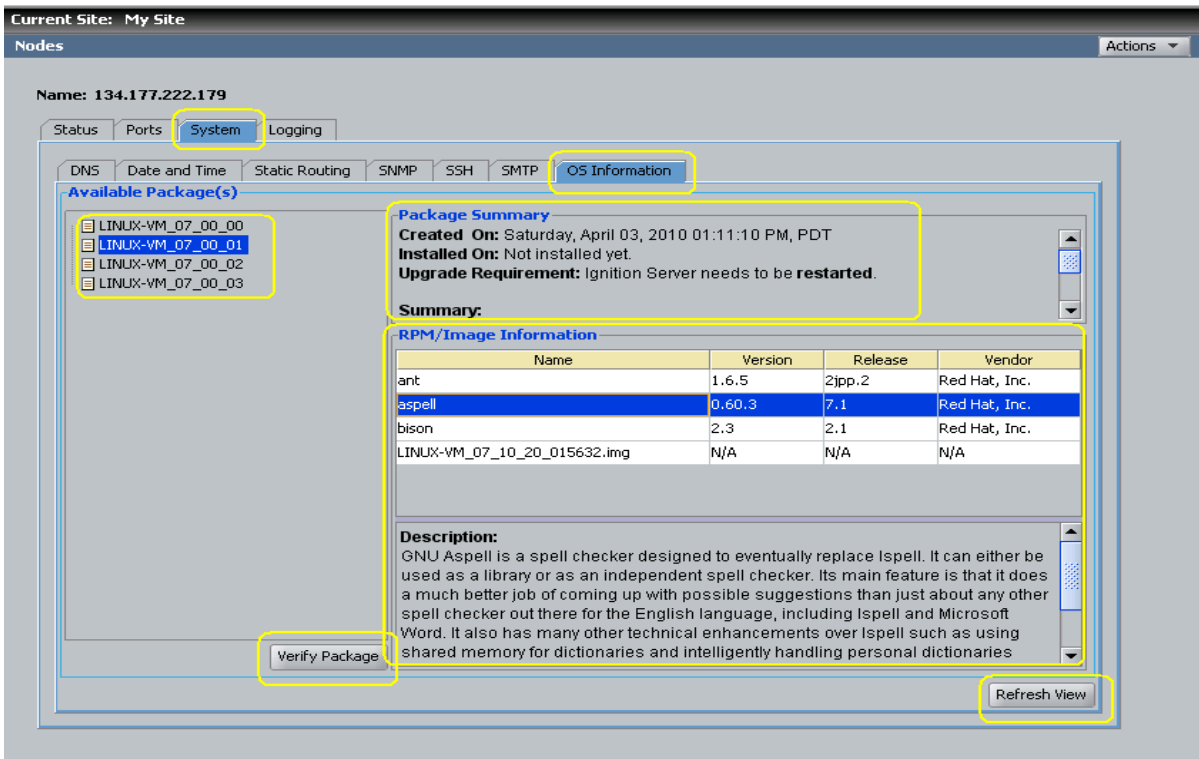 Current Site: My Site
Nodes
Actions
Name: 134.177.222.179
Status Ports System Logging
DNS Date and Time Static Routing SNMP SSH SMTP OS Information
Available Package(s)
LINUX-VM_07_00_00
LINUX-VM_07_00_01
LINUX-VM_07_00_02
LINUX-VM_07_00_03
Verify Package
Package Summary
Created On: Saturday, April 03, 2010 01:11:10 PM, PDT
Installed On: Not installed yet.
Upgrade Requirement: Ignition Server needs to be restarted.
Summary:
RPM/Image Information
Name Version Release Vendor
ant 1.6.5 2jpp.2 Red Hat, Inc.
aspell 0.60.3 7.1 Red Hat, Inc.
bison 2.3 2.1 Red Hat, Inc.
LINUX-VM_07_10_20_015632.img N/A N/A N/A
Description:
GNU Aspell is a spell checker designed to eventually replace Ispell. It can either be
used as a library or as an independent spell checker. Its main feature is that it does
a much better job of coming up with possible suggestions than just about any other
spell checker out there for the English language, including Ispell and Microsoft
Word. It also has many other technical enhancements over Ispell such as using
shared memory for dictionaries and intelligently handling personal dictionaries
Refresh View